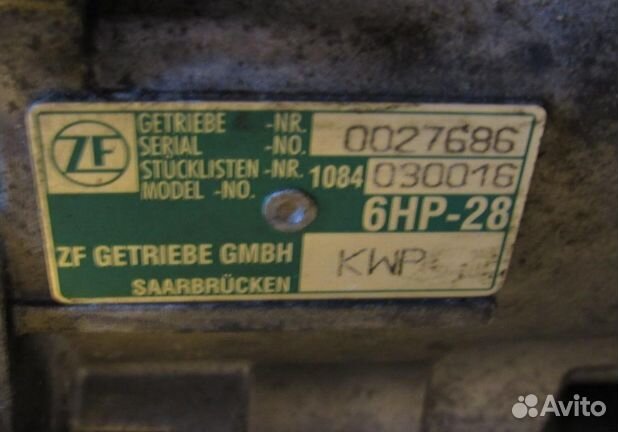 ZF
GETRIEBE -NR.
SERIAL -NO. 0027686
STÜCKLISTEN -NR.
MODEL -NO. 1084 030016
6HP-28
ZF GETRIEBE GMBH KWP
SAARBRÜCKEN
Avito